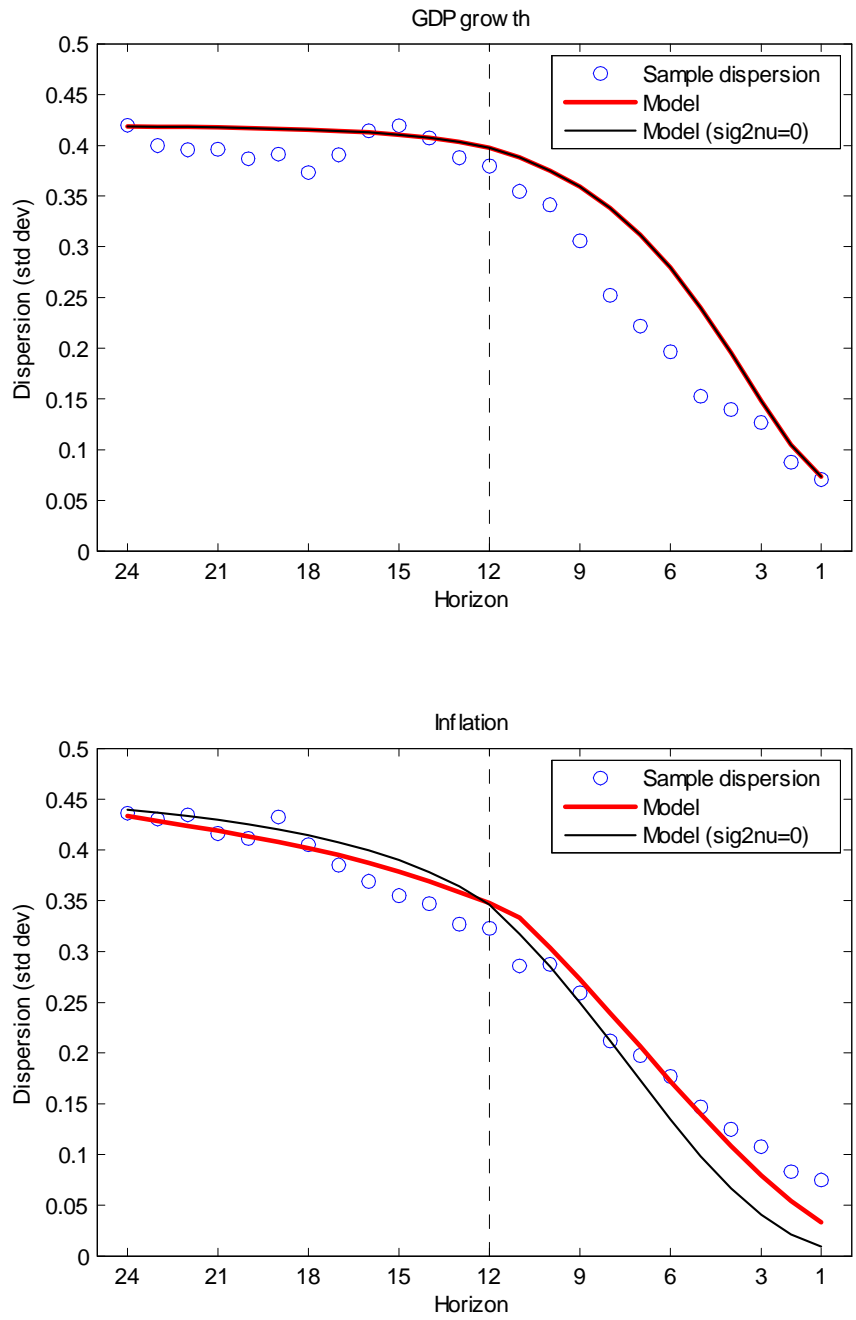 GDP growth
0.5
0.45
0.4
0.35
0.3
0.25
0.2
0.15
0.1
0.05
0
Dispersion (std dev)
Sample dispersion
Model
Model (sig2nu=0)
24 21 18 15 12 9 6 3 1
Horizon
Inflation
0.5
0.45
0.4
0.35
0.3
0.25
0.2
0.15
0.1
0.05
0
Dispersion (std dev)
Sample dispersion
Model
Model (sig2nu=0)
24 21 18 15 12 9 6 3 1
Horizon